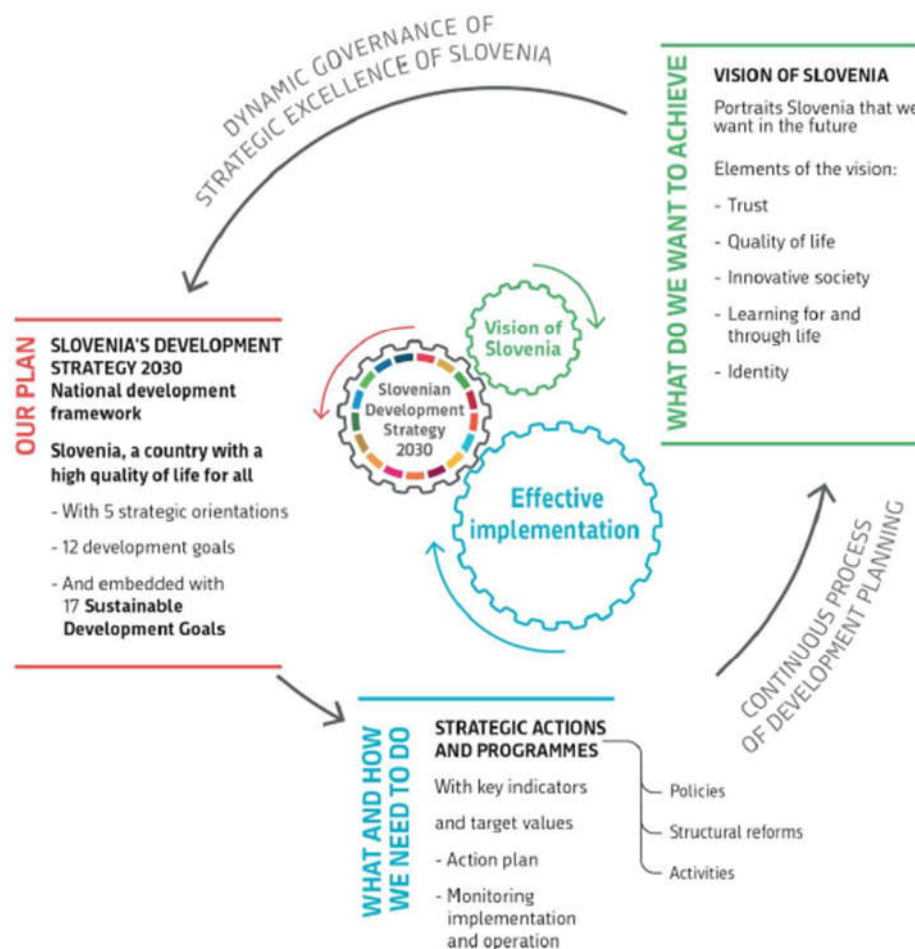 DYNAMIC GOVERNANCE OF
STRATEGIC EXCELLENCE OF SLOVENIA
WHAT DO WE WANT TO ACHIEVE
VISION OF SLOVENIA
Portraits Slovenia that we
want in the future
Elements of the vision:
- Trust
- Quality of life
- Innovative society
- Learning for and
through life
- Identity
Vision of
Slovenia
Slovenian
Development
Strategy
2030
Effective
implementation
OUR PLAN
SLOVENIA'S DEVELOPMENT
STRATEGY 2030
National development
framework
Slovenia, a country with a
high quality of life for all
- With 5 strategic orientations
- 12 development goals
- And embedded with
17 Sustainable
Development Goals
WHAT AND HOW
WE NEED TO DO
STRATEGIC ACTIONS
AND PROGRAMMES
With key indicators
and target values
- Action plan
- Monitoring
implementation
and operation
Policies
Structural reforms
Activities
CONTINUOUS PROCESS
OF DEVELOPMENT PLANNING